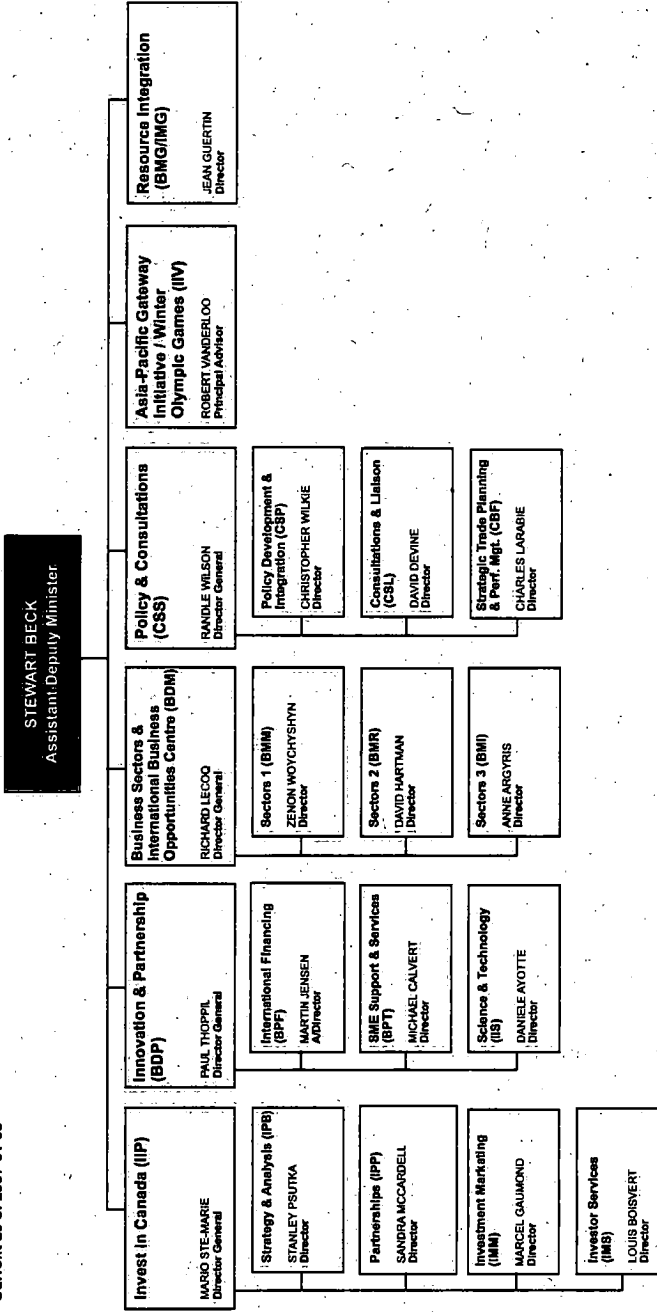 STEWART BECK
Assistant Deputy Minister
Invest in Canada (IIP)
MARIO STE-MARIE
Director General
Strategy & Analysis (IPB)
STANLEY PSUTKA
Director
Partnerships (IPP)
SANDRA MCCARDELL
Director
Investment Marketing
(IMM)
MARCEL GAUMOND
Director
Investor Services
(IMS)
LOUIS BOISVERT
Director
Innovation & Partnership
(BDP)
PAUL THOPPIL
Director General
International Financing
(BPF)
MARTIN JENSEN
A/Director
SME Support & Services
(BPT)
MICHAEL CALVERT
Director
Science & Technology
(IIS)
DANIELE AYOTTE
Director
Business Sectors &
International Business
Opportunities Centre (BDM)
RICHARD LECOQ
Director General
Sectors 1 (BMM)
ZENON WOYCHYSHYN
Director
Sectors 2 (BMR)
DAVID HARTMAN
Director
Sectors 3 (BMI)
ANNE ARGYRIS
Director
Policy & Consultations
(CSS)
RANDLE WILSON
Director General
Policy Development &
Integration (CSP)
CHRISTOPHER WILKIE
Director
Consultations & Liaison
(CSL)
DAVID DEVINE
Director
Strategic Trade Planning
& Perf. Mgt. (CBF)
CHARLES LARABIE
Director
Asia-Pacific Gateway
Initiative / Winter
Olympic Games (IIV)
ROBERT VANDERLOO
Principal Advisor
Resource Integration
(BMG/IMG)
JEAN GUERTIN
Director